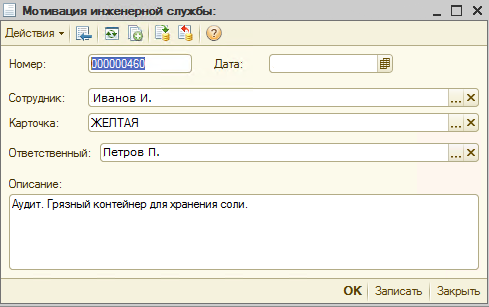 Мотивация инженерной службы:
Действия
Номер: 000000460 Дата:
Сотрудник: Иванов И. ...
Карточка: ЖЕЛТАЯ ...
Ответственный: Петров П. ...
Описание:
Аудит. Грязный контейнер для хранения соли.
OK Записать Закрыть